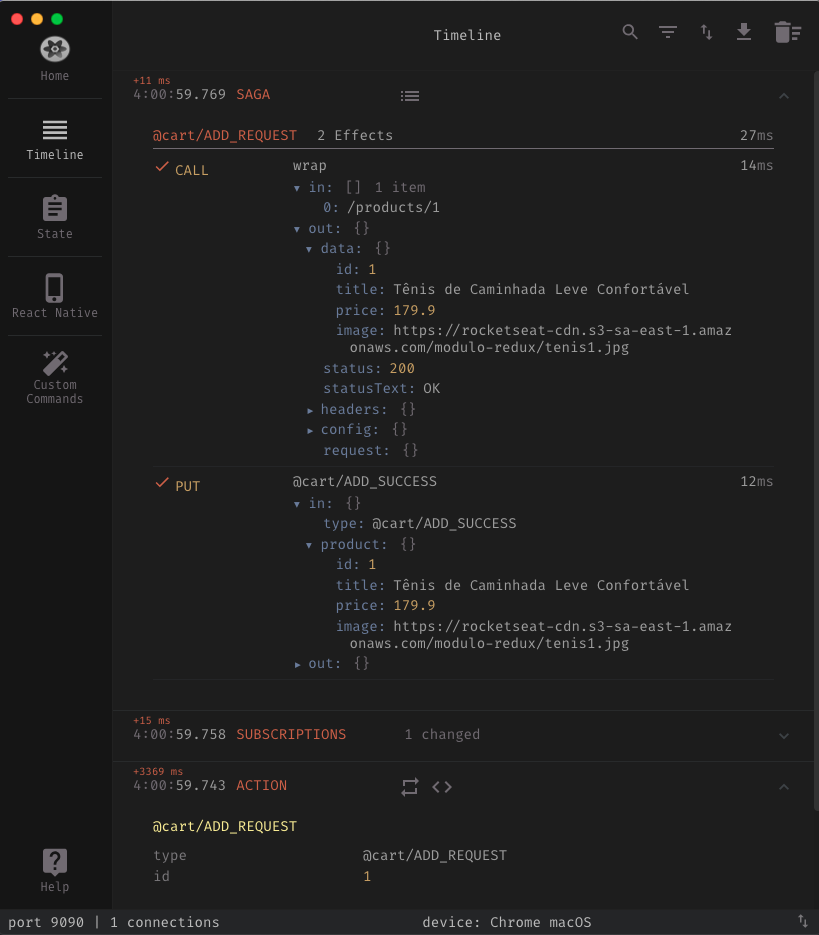 Timeline
Home
Timeline
State
React Native
Custom
Commands
Help
+11 ms
4:00:59.769 SAGA
@cart/ADD_REQUEST 2 Effects 27ms
CALL wrap 14ms
in: [] 1 item
0: /products/1
out: {}
data: {}
id: 1
title: Tênis de Caminhada Leve Confortável
price: 179.9
image: https://rocketseat-cdn.s3-sa-east-1.amaz
onaws.com/modulo-redux/tenis1.jpg
status: 200
statusText: OK
headers: {}
config: {}
request: {}
PUT @cart/ADD_SUCCESS 12ms
in: {}
type: @cart/ADD_SUCCESS
product: {}
id: 1
title: Tênis de Caminhada Leve Confortável
price: 179.9
image: https://rocketseat-cdn.s3-sa-east-1.amaz
onaws.com/modulo-redux/tenis1.jpg
out: {}
+15 ms
4:00:59.758 SUBSCRIPTIONS 1 changed
+3369 ms
4:00:59.743 ACTION
@cart/ADD_REQUEST
type @cart/ADD_REQUEST
id 1
port 9090 | 1 connections device: Chrome macOS